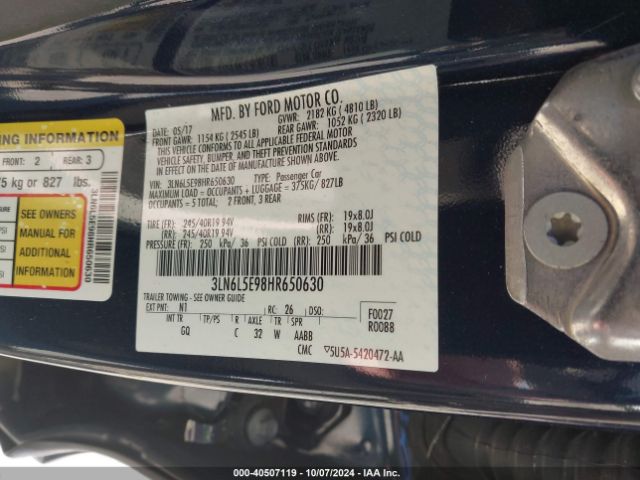 MFD. BY FORD MOTOR CO.
DATE: 05/17 GVWR: 2182 KG ( 4810 LB)
FRONT GAWR: 1154 KG ( 2545 LB) REAR GAWR: 1052 KG ( 2320 LB)
THIS VEHICLE CONFORMS TO ALL APPLICABLE FEDERAL MOTOR
VEHICLE SAFETY, BUMPER, AND THEFT PREVENTION STANDARDS IN
EFFECT ON THE DATE OF MANUFACTURE SHOWN ABOVE.
VIN: 3LN6L5E98HR650630 TYPE: Passenger Car
MAXIMUM LOAD = OCCUPANTS + LUGGAGE = 375KG/ 827LB
OCCUPANTS = 5 TOTAL: 2 FRONT, 3 REAR
TIRE (FR): 245/40R19 94V RIMS (FR): 19x8.0J
(RR): 245/40R19 94V (RR): 19x8.0J
PRESSURE (FR): 250 kPa/ 36 PSI COLD (RR) 250 kPa/ 36 PSI COLD
3LN6L5E98HR650630
TRAILER TOWING - SEE OWNER GUIDE
EXT PNT: N1 RC: 26 DSO: F0027
INT TR TP/PS R AXLE TR SPR R0088
GQ C 32 W AABB
CMC 5U5A-5420472-AA
INFORMATION
FRONT: 2 REAR: 3
5 kg or 827 lbs.
SEE OWNERS
MANUAL FOR
ADDITIONAL
INFORMATION
3LN6L5E98HR650630
000-40507119 | 10/07/2024 | IAA Inc.